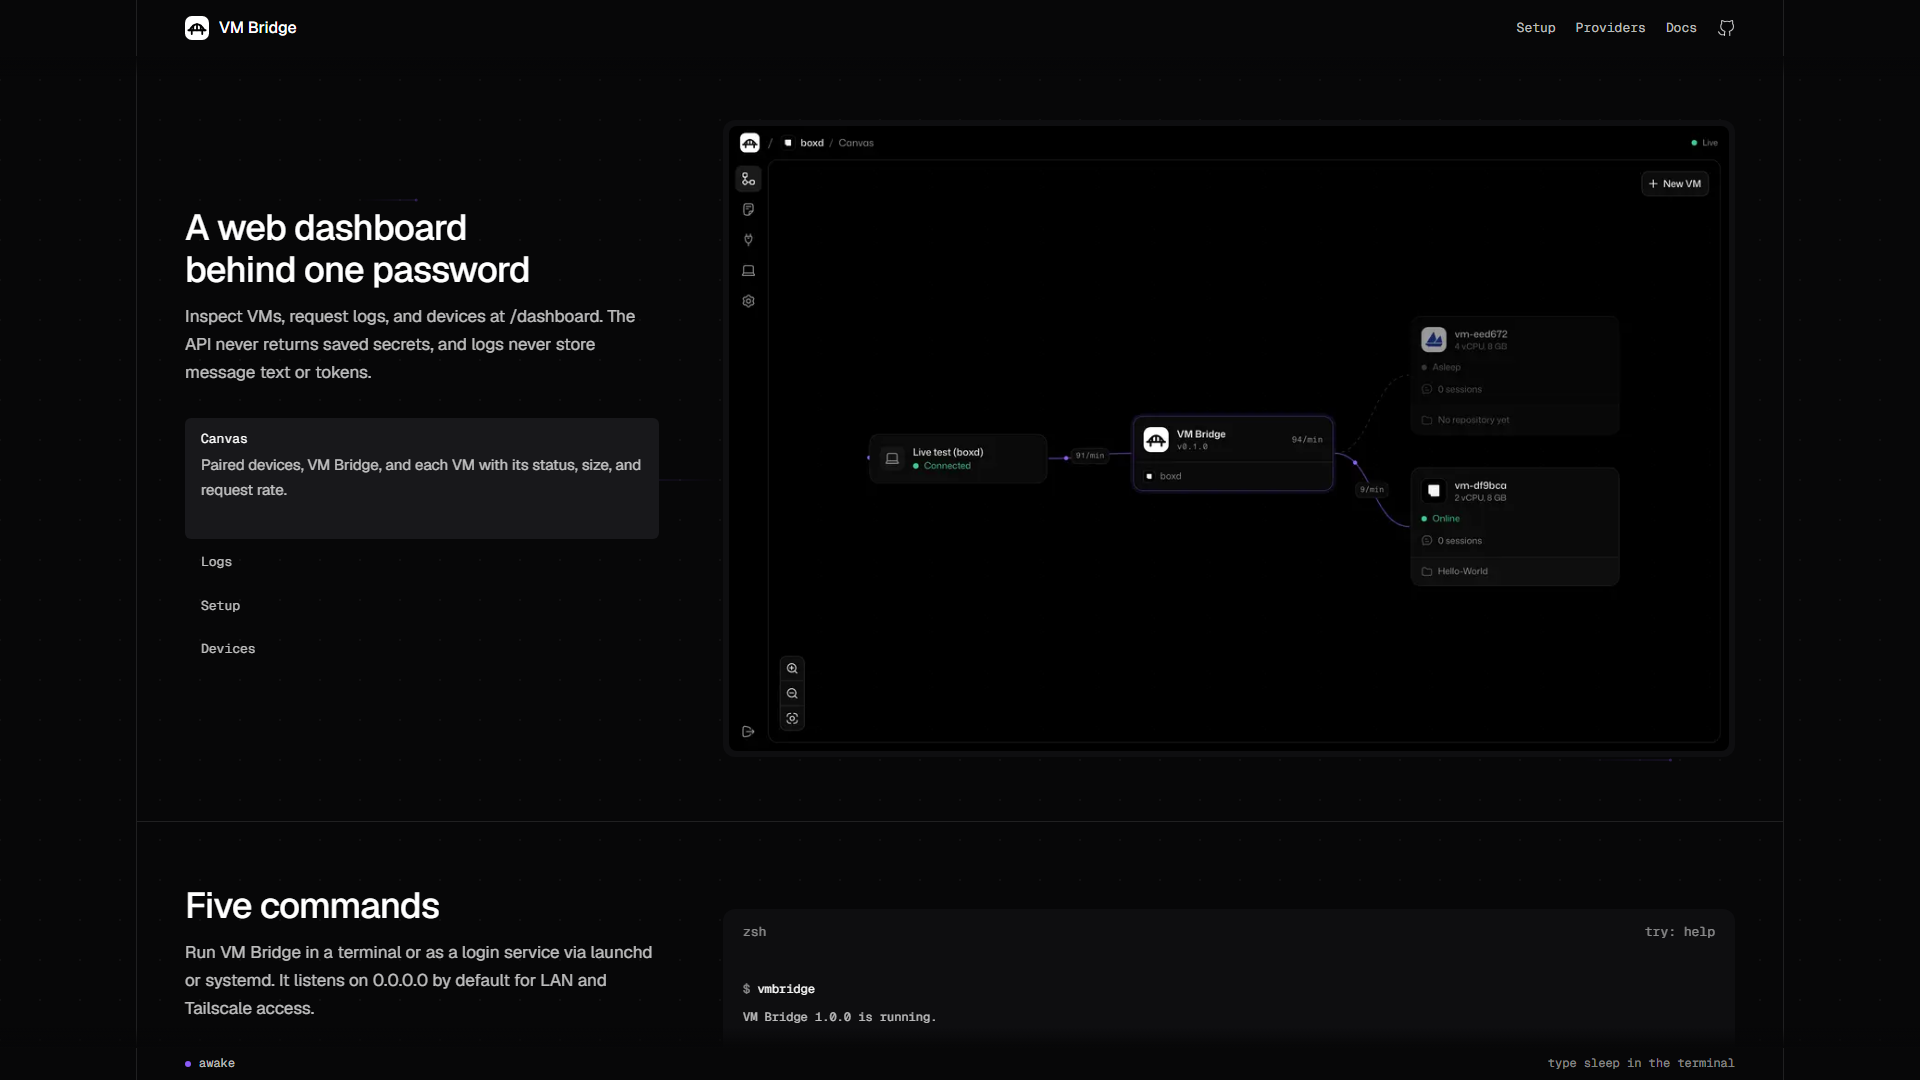 VM Bridge
Setup Providers Docs
A web dashboard
behind one password
Inspect VMs, request logs, and devices at /dashboard. The
API never returns saved secrets, and logs never store
message text or tokens.
Canvas
Paired devices, VM Bridge, and each VM with its status, size, and
request rate.
Logs
Setup
Devices
/ boxd / Canvas
Live
+ New VM
Live test (boxd)
Connected
91/min
VM Bridge
v0.1.0
94/min
boxd
9/min
vm-eed672
4 vCPU, 8 GB
Asleep
0 sessions
No repository yet
vm-df9bca
2 vCPU, 8 GB
Online
0 sessions
Hello-World
Five commands
Run VM Bridge in a terminal or as a login service via launchd
or systemd. It listens on 0.0.0.0 by default for LAN and
Tailscale access.
zsh
try: help
$ vmbridge
VM Bridge 1.0.0 is running.
awake
type sleep in the terminal